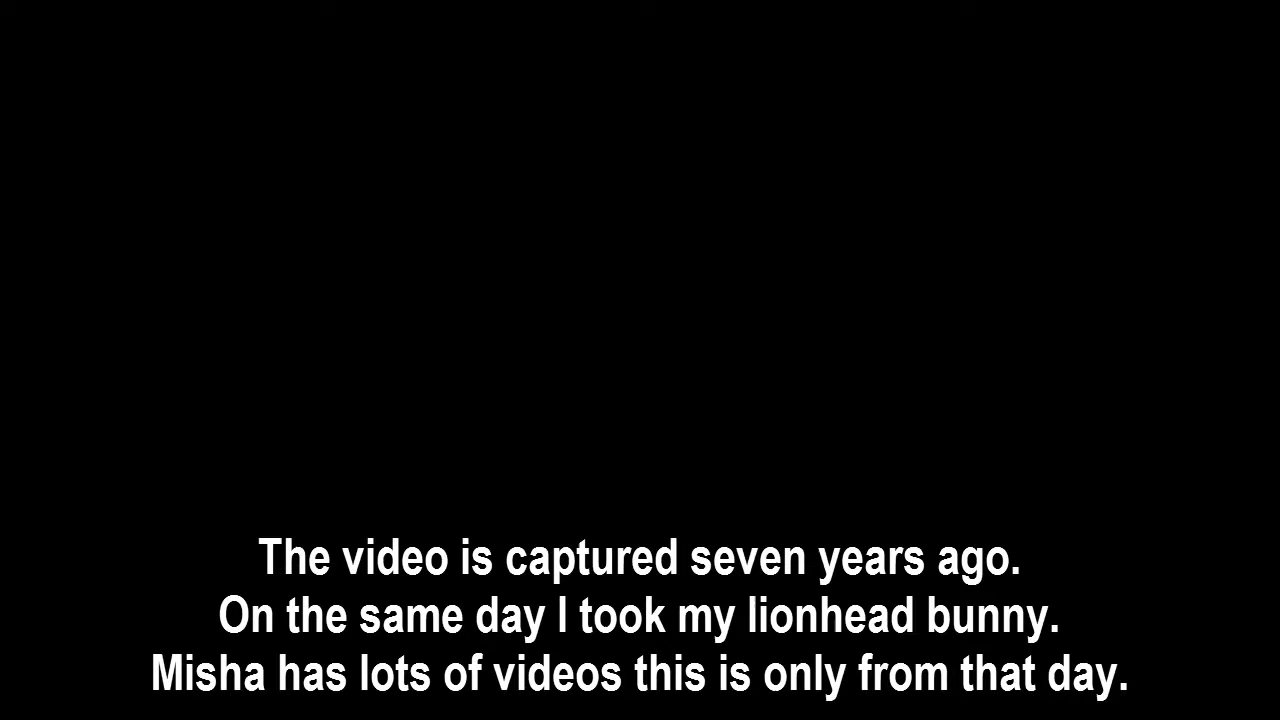 The video is captured seven years ago.
On the same day I took my lionhead bunny.
Misha has lots of videos this is only from that day.